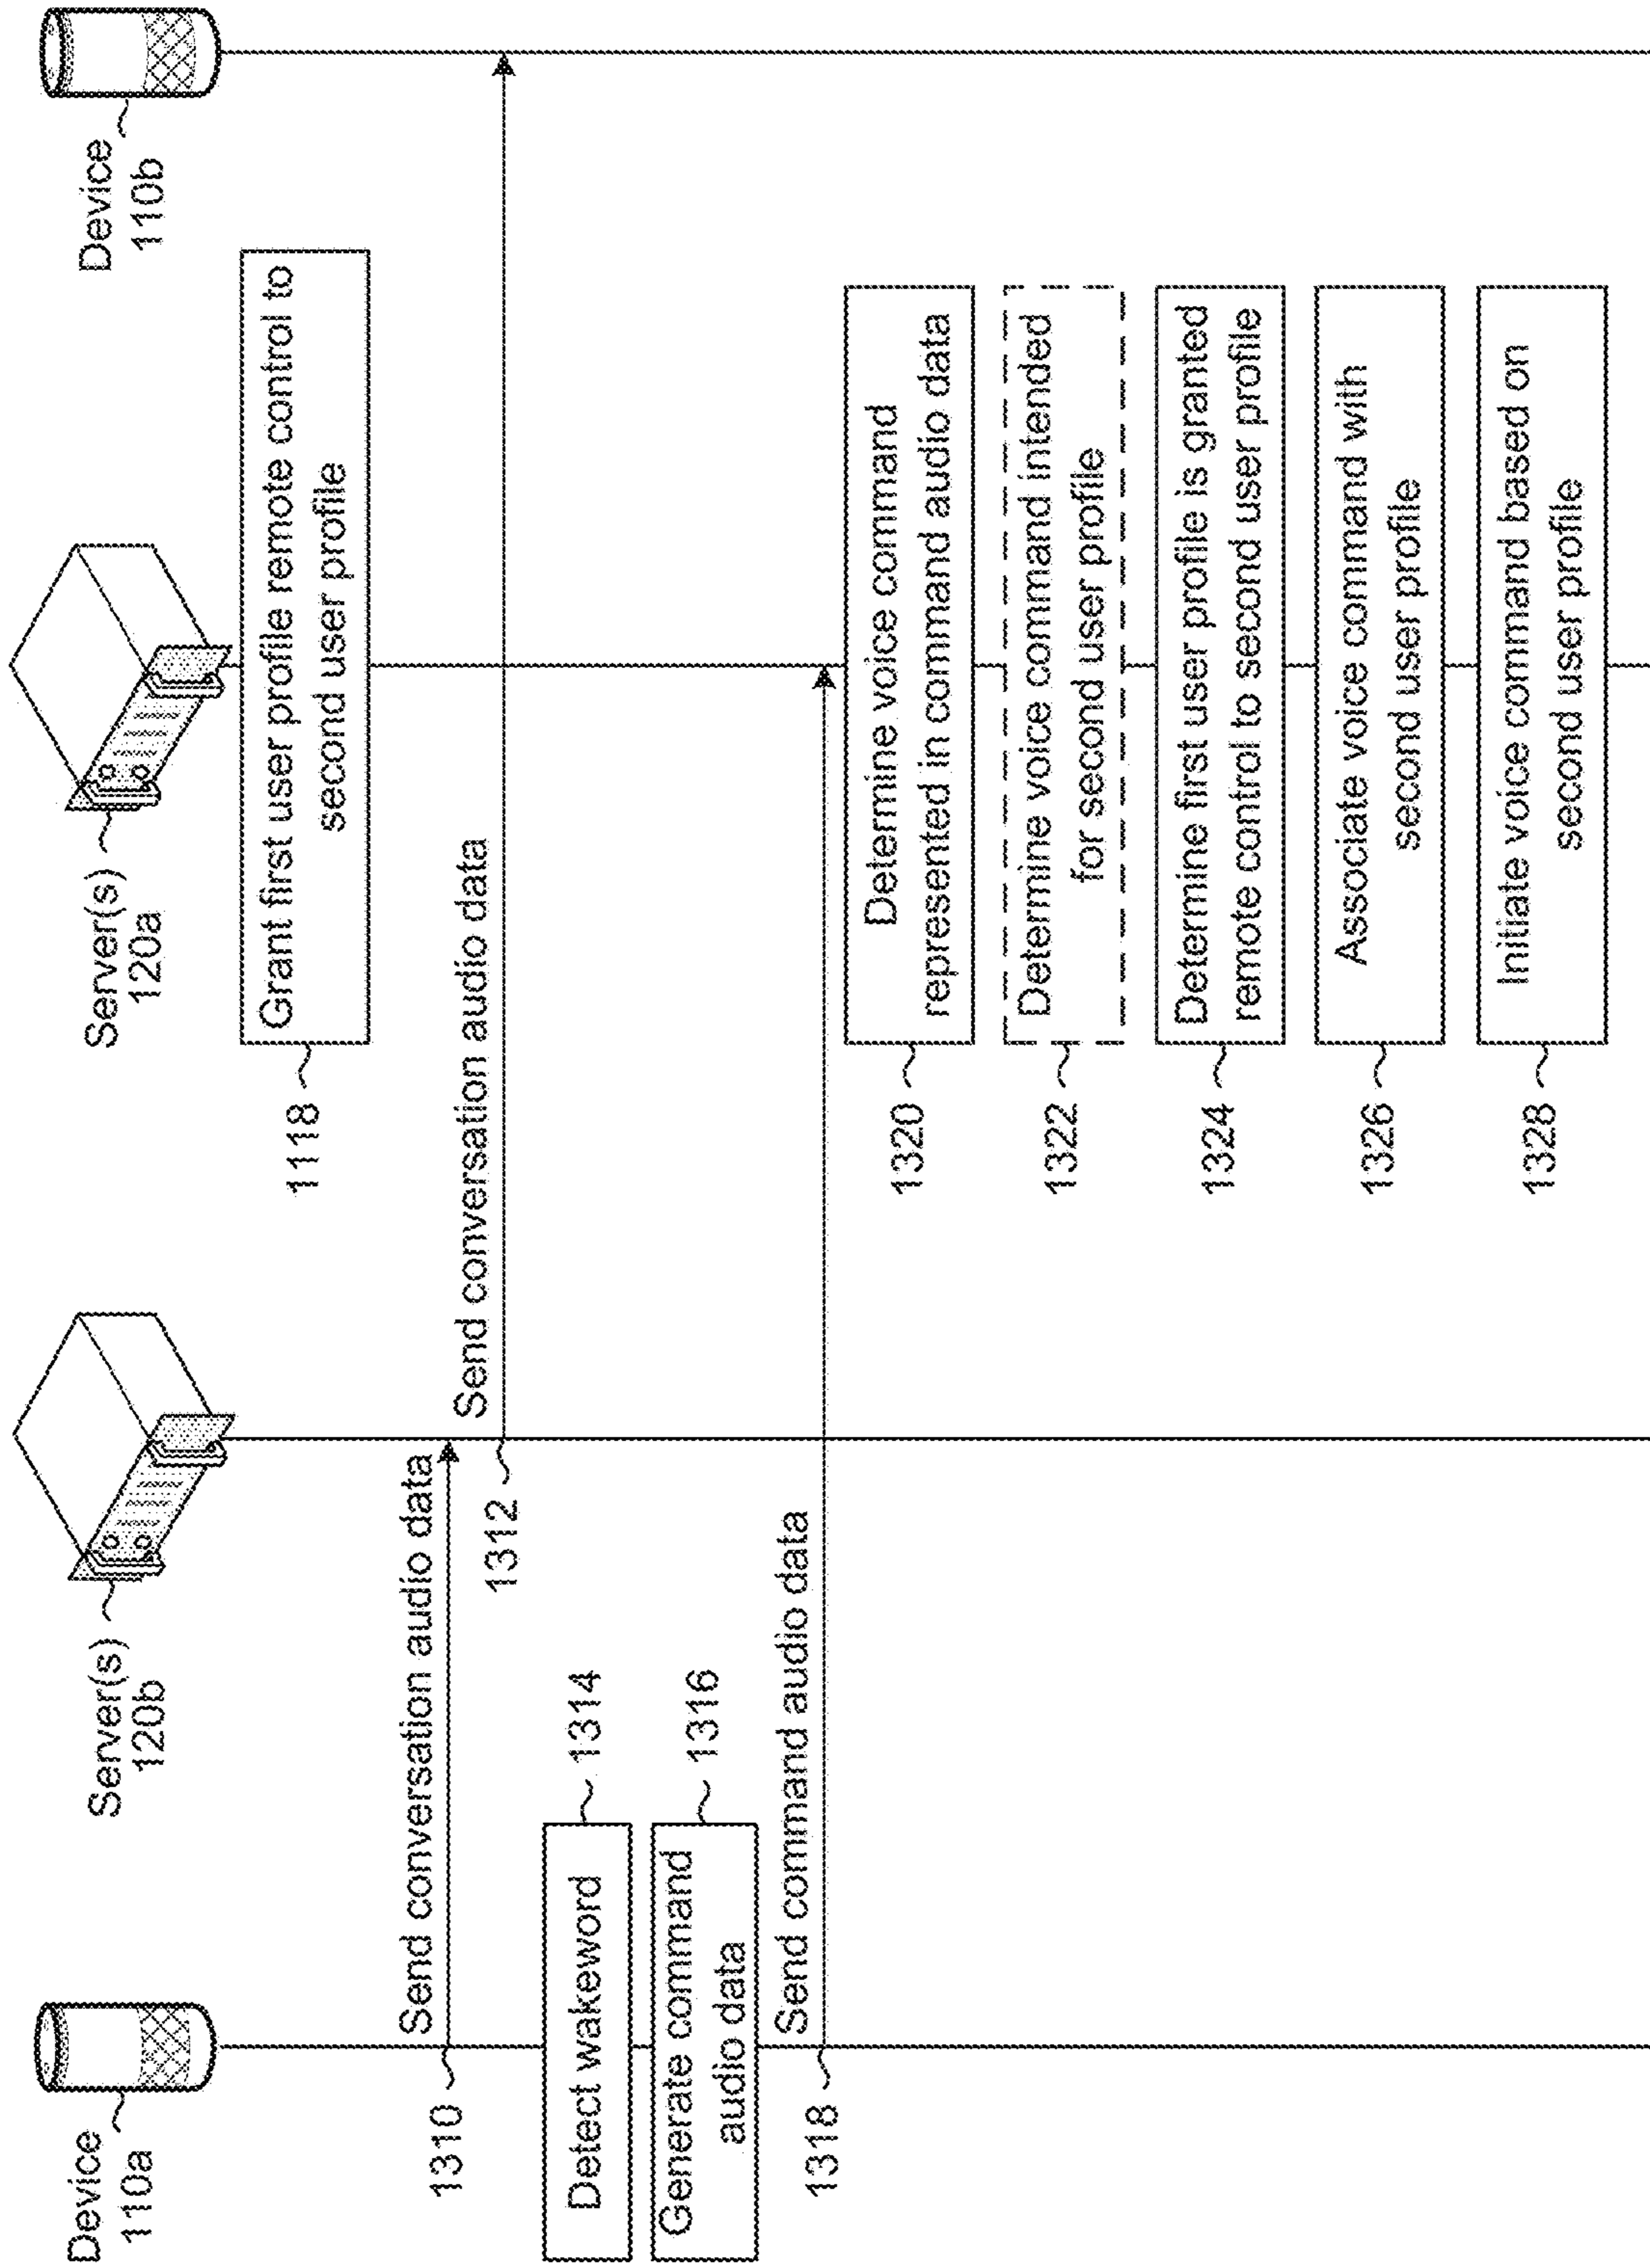 Device
110a
Server(s)
120b
Server(s)
120a
Device
110b
1118
Grant first user profile remote control to
second user profile
Send conversation audio data
1310
Send conversation audio data
1312
Detect wakeword
1314
Generate command
audio data
1316
Send command audio data
1318
1320
Determine voice command
represented in command audio data
1322
Determine voice command intended
for second user profile
1324
Determine first user profile is granted
remote control to second user profile
1326
Associate voice command with
second user profile
1328
Initiate voice command based on
second user profile